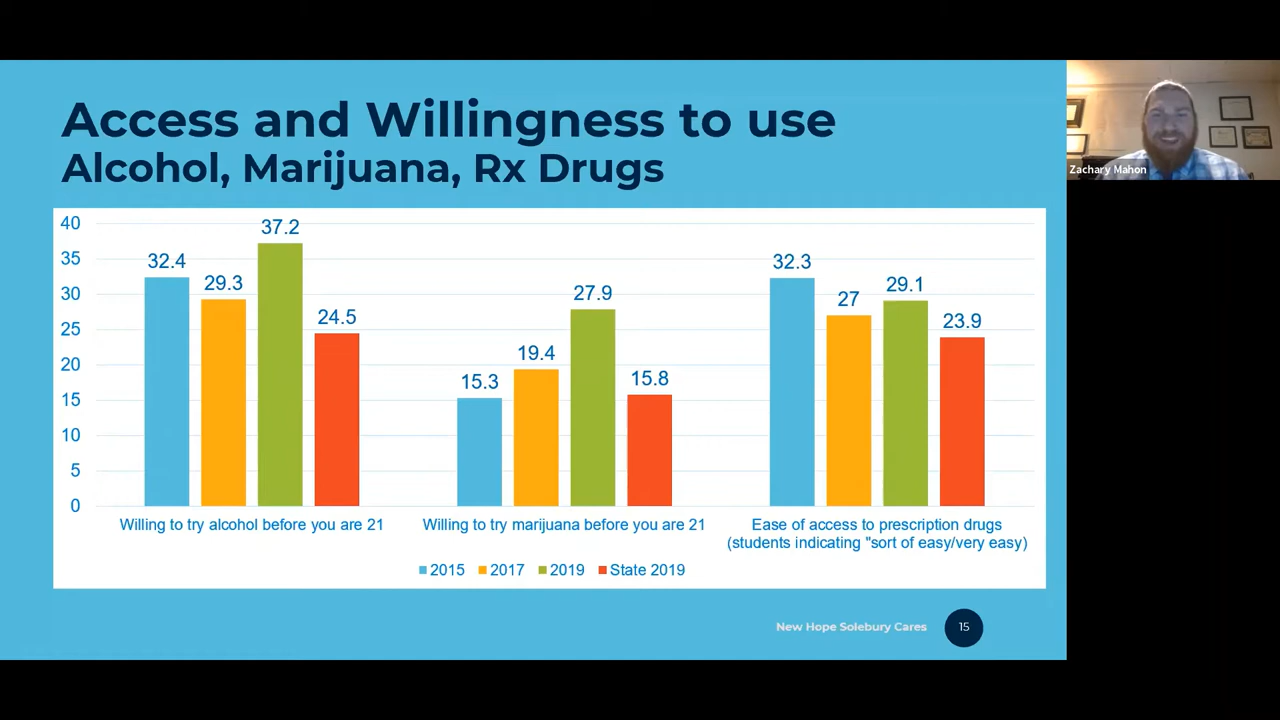 Access and Willingness to use
Alcohol, Marijuana, Rx Drugs
Zachary Mahon
40
35
30
25
20
15
10
5
0
32.4
29.3
37.2
24.5
15.3
19.4
27.9
15.8
32.3
27
29.1
23.9
Willing to try alcohol before you are 21
Willing to try marijuana before you are 21
Ease of access to prescription drugs
(students indicating "sort of easy/very easy)
2015 2017 2019 State 2019
New Hope Solebury Cares 15